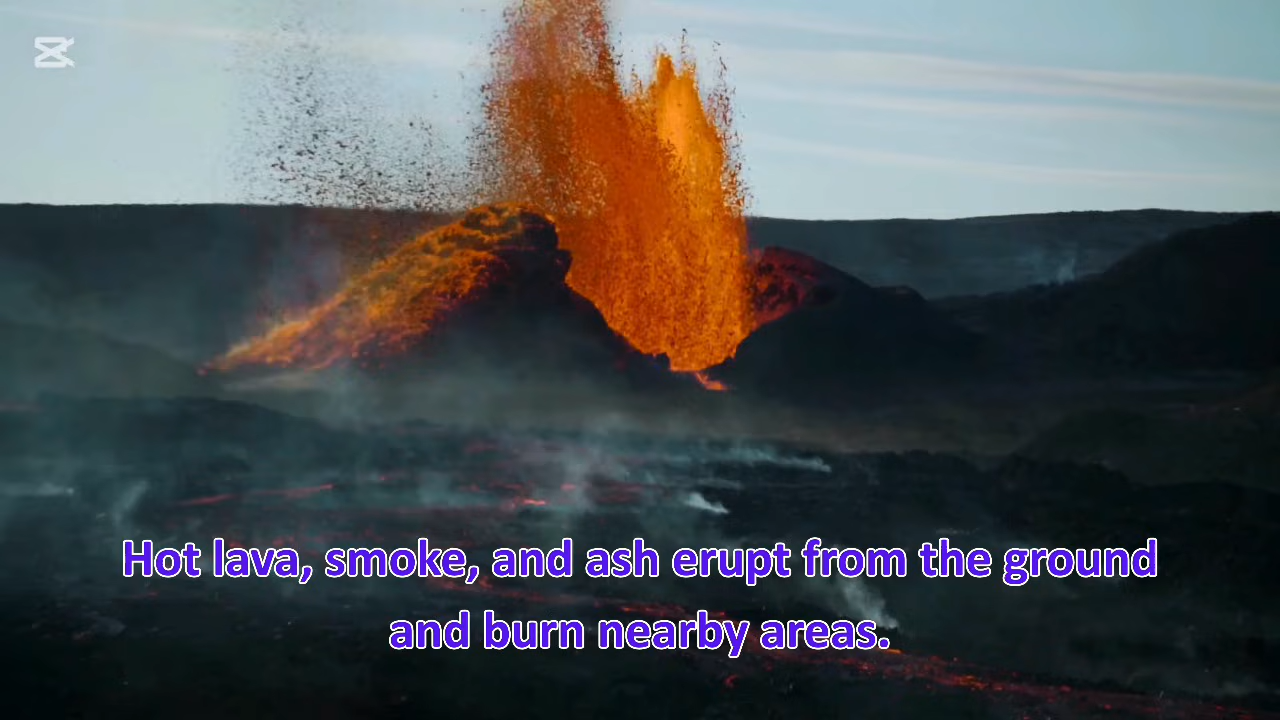 Hot lava, smoke, and ash erupt from the ground
and burn nearby areas.